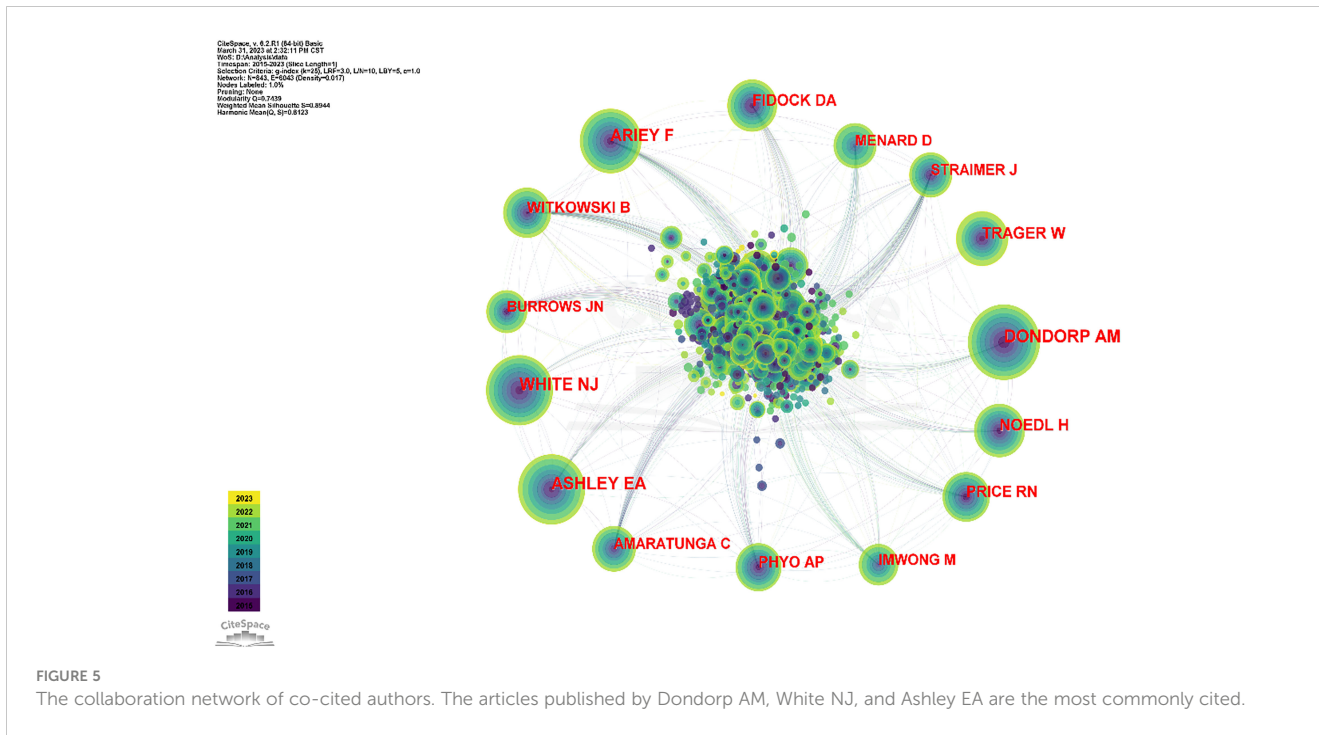 CiteSpace, v. 6.2.R1 (64-bit) Basic
March 31, 2023 at 2:32:11 PM CST
WoS: D:\Analysis\data
Timespan: 2015-2023 (Slice Length=1)
Selection Criteria: g-index (k=25), LRF=3.0, L/N=10, LBY=5, e=1.0
Network: N=843, E=6043 (Density=0.017)
Nodes Labeled: 1.0%
Pruning: None
Modularity Q=0.7439
Weighted Mean Silhouette S=0.8944
Harmonic Mean(Q, S)=0.8123
FIDOCK DA
ARIEY F
MENARD D
STRAIMER J
WITKOWSKI B
TRAGER W
BURROWS JN
DONDORP AM
WHITE NJ
NOEDL H
ASHLEY EA
PRICE RN
AMARATUNGA C
PHYO AP
IMWONG M
2023
2022
2021
2020
2019
2018
2017
2016
2015
CiteSpace
FIGURE 5
The collaboration network of co-cited authors. The articles published by Dondorp AM, White NJ, and Ashley EA are the most commonly cited.